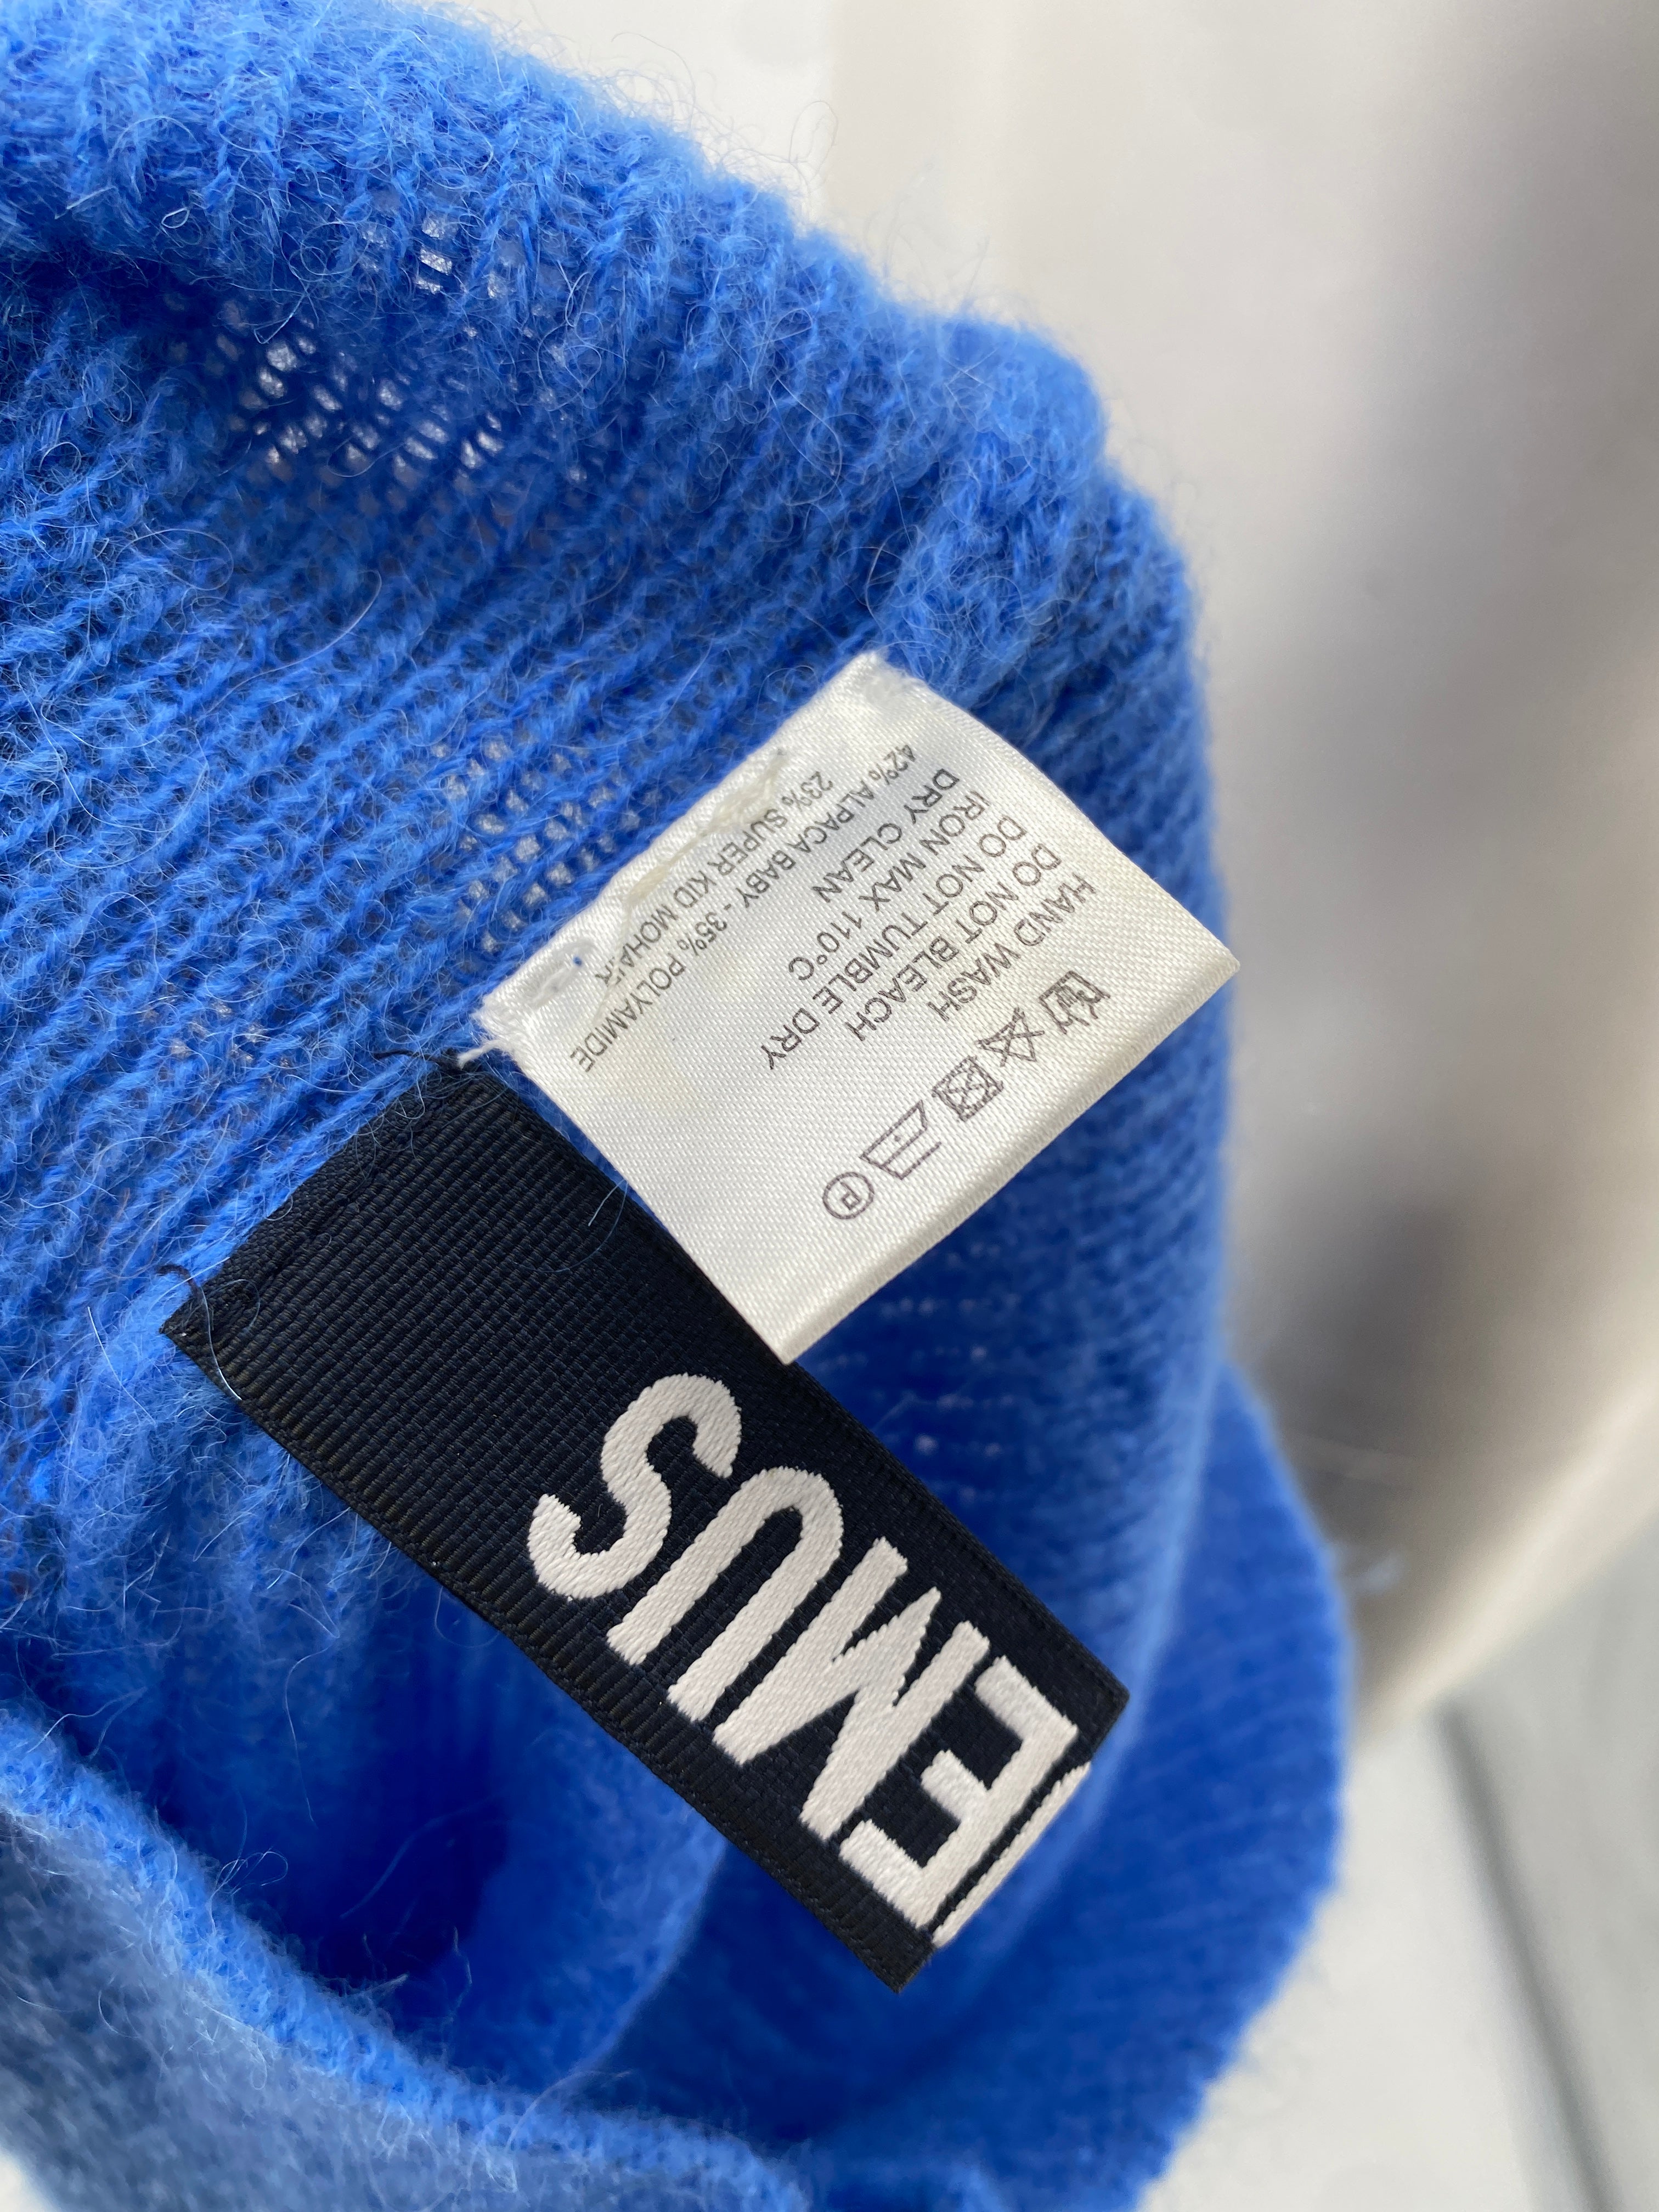 HAND WASH
DO NOT BLEACH
DO NOT TUMBLE DRY
IRON MAX 110°C
DRY CLEAN
42% ALPACA BABY - 35% POLYAMIDE
23% SUPER KID MOHAIR
P
EMUS